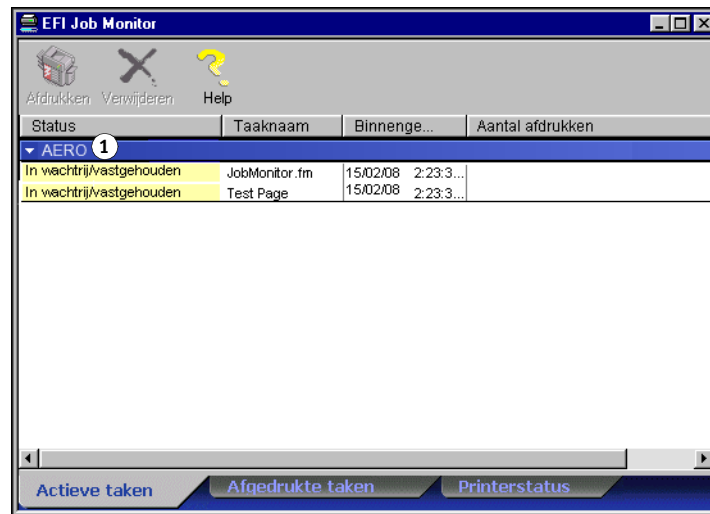 EFI Job Monitor
Afdrukken Verwijderen Help
Status Taaknaam Binnenge... Aantal afdrukken
AERO 1
In wachtrij/vastgehouden JobMonitor.fm 15/02/08 2:23:3...
In wachtrij/vastgehouden Test Page 15/02/08 2:23:3...
Actieve taken Afgedrukte taken Printerstatus